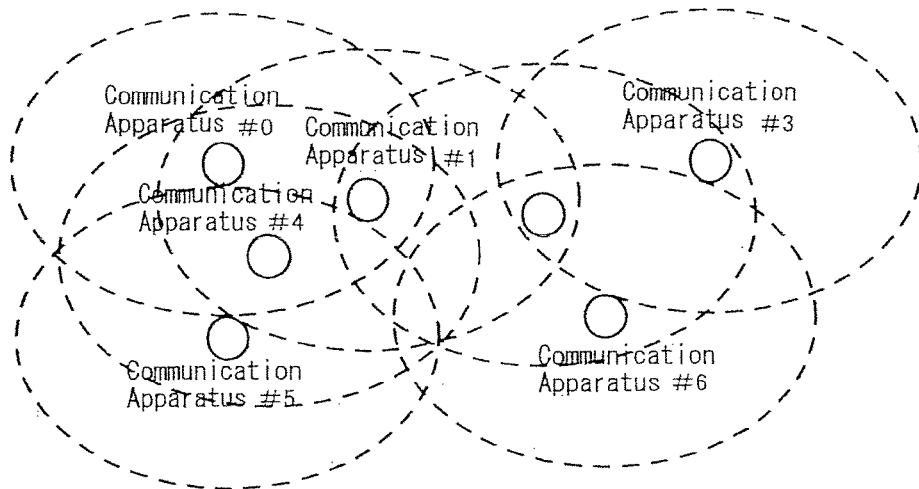 Communication
Apparatus #0
Communication
Apparatus #1
Communication
Apparatus #3
Communication
Apparatus #4
Communication
Apparatus #5
Communication
Apparatus #6